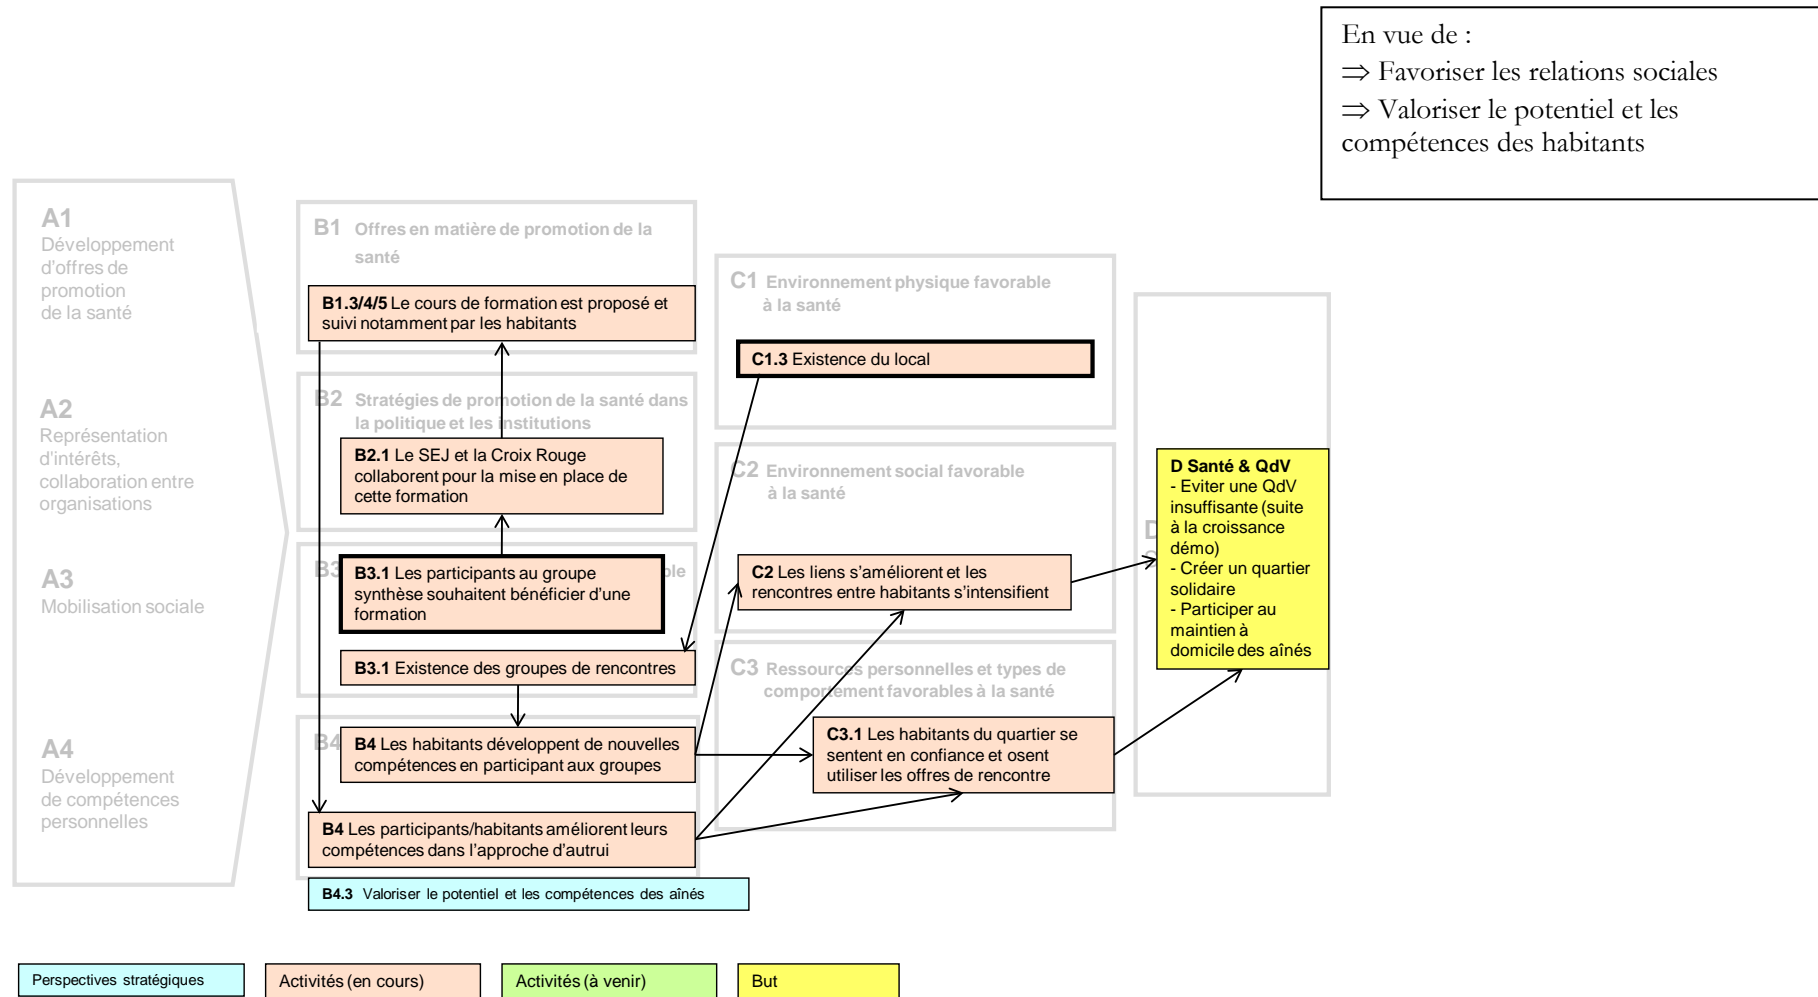 En vue de :
⇒ Favoriser les relations sociales
⇒ Valoriser le potentiel et les
compétences des habitants
A1
Développement
d'offres de
promotion
de la santé
A2
Représentation
d'intérêts,
collaboration entre
organisations
A3
Mobilisation sociale
A4
Développement
de compétences
personnelles
B1 Offres en matière de promotion de la
santé
B1.3/4/5 Le cours de formation est proposé et
suivi notamment par les habitants
B2 Stratégies de promotion de la santé dans
la politique et les institutions
B2.1 Le SEJ et la Croix Rouge
collaborent pour la mise en place de
cette formation
B3
B3.1 Les participants au groupe
synthèse souhaitent bénéficier d'une
formation
B3.1 Existence des groupes de rencontres
B4
B4 Les habitants développent de nouvelles
compétences en participant aux groupes
B4 Les participants/habitants améliorent leurs
compétences dans l'approche d'autrui
B4.3 Valoriser le potentiel et les compétences des aînés
C1 Environnement physique favorable
à la santé
C1.3 Existence du local
C2 Environnement social favorable
à la santé
C2 Les liens s'améliorent et les
rencontres entre habitants s'intensifient
C3 Ressources personnelles et types de
comportement favorables à la santé
C3.1 Les habitants du quartier se
sentent en confiance et osent
utiliser les offres de rencontre
D Santé & QdV
- Eviter une QdV
insuffisante (suite
à la croissance
démo)
- Créer un quartier
solidaire
- Participer au
maintien à
domicile des aînés
Perspectives stratégiques
Activités (en cours)
Activités (à venir)
But